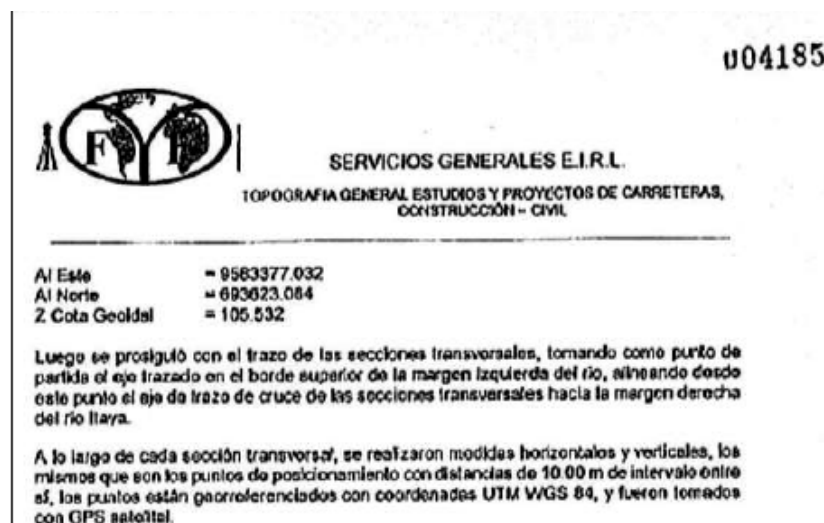 004185
F
SERVICIOS GENERALES E.I.R.L.
TOPOGRAFIA GENERAL ESTUDIOS Y PROYECTOS DE CARRETERAS,
CONSTRUCCIÓN – CIVIL
Al Este = 9563377.032
Al Norte = 693623.084
Z Cota Geoidal = 105.532
Luego se prosiguió con el trazo de las secciones transversales, tomando como punto de
partida el eje trazado en el borde superior de la margen izquierda del río, alineando desde
este punto el eje de trazo de cruce de las secciones transversales hacia la margen derecha
del río Itaya.
A lo largo de cada sección transversal, se realizaron medidas horizontales y verticales, los
mismos que son los puntos de posicionamiento con distancias de 10.00 m de intervalo entre
sí, los puntos están georreferenciados con coordenadas UTM WGS 84, y fueron tomados
con GPS satelital.